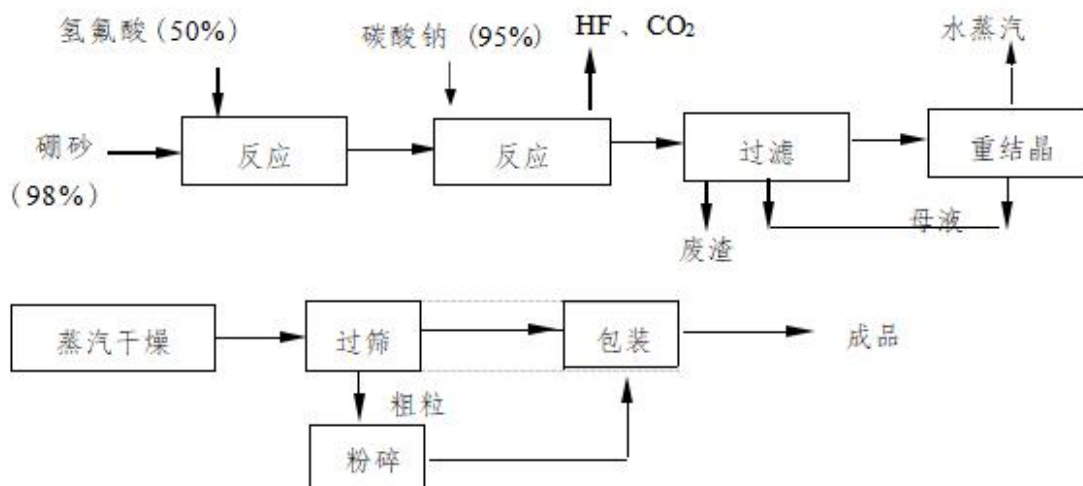 氢氟酸（50%）
碳酸钠（95%）
HF、CO₂
水蒸汽
硼砂
（98%）
反应
反应
过滤
重结晶
废渣
母液
蒸汽干燥
过筛
包装
成品
粗粒
粉碎